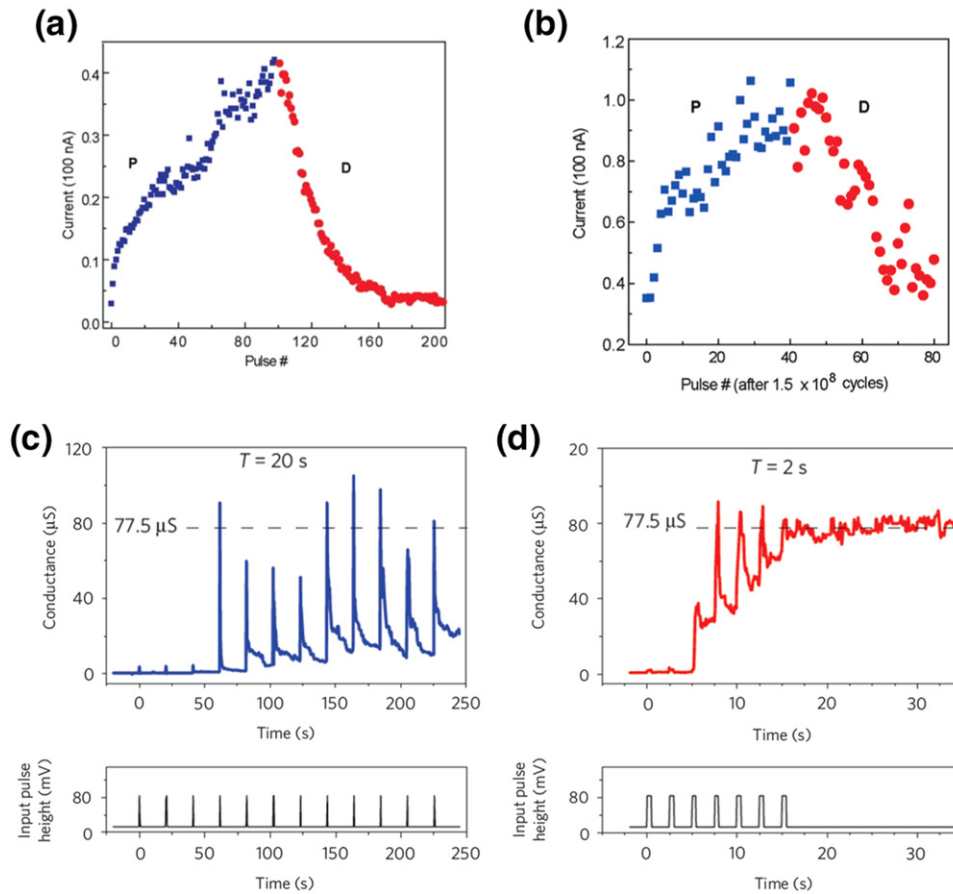 (a)
Current (100 nA)
0.4
0.3
0.2
0.1
0.0
P
D
0 40 80 120 160 200
Pulse #
(b)
Current (100 nA)
1.2
1.0
0.8
0.6
0.4
0.2
P
D
0 20 40 60 80
Pulse # (after 1.5 x 10⁸ cycles)
(c)
Conductance (µS)
120
80
40
0
T = 20 s
77.5 µS
0 50 100 150 200 250
Time (s)
Input pulse
height (mV)
80
0
0 50 100 150 200 250
Time (s)
(d)
Conductance (µS)
20
80
40
0
T = 2 s
77.5 µS
0 10 20 30
Time (s)
Input pulse
height (mV)
80
0
0 10 20 30
Time (s)